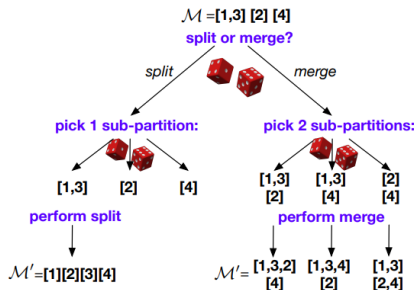 M =[1,3] [2] [4]
split or merge?
split
merge
pick 1 sub-partition:
pick 2 sub-partitions:
[1,3] [2] [4]
[1,3] [1,3] [2]
[2] [4] [4]
perform split
perform merge
M′=[1][2][3][4]
M′= [1,3,2] [1,3,4] [1,3]
[4] [2] [2,4]